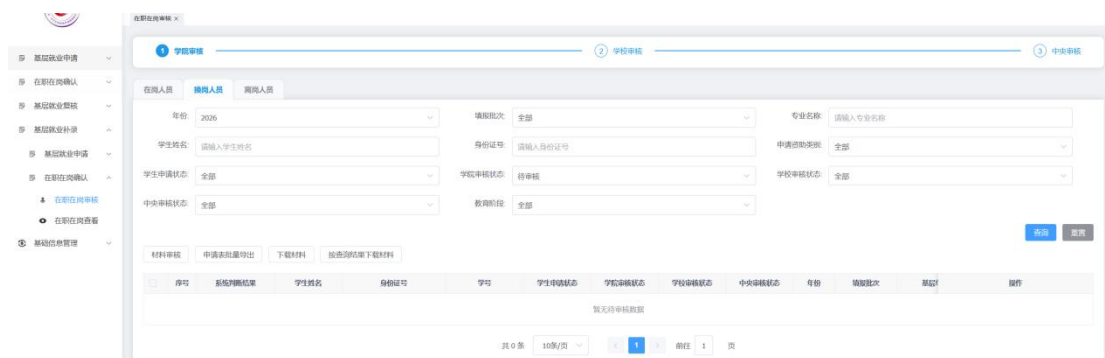 在职在岗审核 ×
1 学院审核
2 学校审核
3 中央审核
基层就业申请
在职在岗确认
基层就业复核
基层就业补录
基层就业申请
在职在岗确认
在职在岗审核
在职在岗查看
基础信息管理
在岗人员 换岗人员 离岗人员
年份: 2026 填报批次: 全部 专业名称: 请输入专业名称
学生姓名: 请输入学生姓名 身份证号: 请输入身份证号 申请资助类别: 全部
学生申请状态: 全部 学院审核状态: 待审核 学校审核状态: 全部
中央审核状态: 全部 教育阶段: 全部
查询 重置
材料审核 申请表批量导出 下载材料 按查询结果下载材料
序号 系统判断结果 学生姓名 身份证号 学号 学生申请状态 学院审核状态 学校审核状态 中央审核状态 年份 填报批次 基层 操作
暂无待审核数据
共 0 条 10条/页 1 前往 1 页